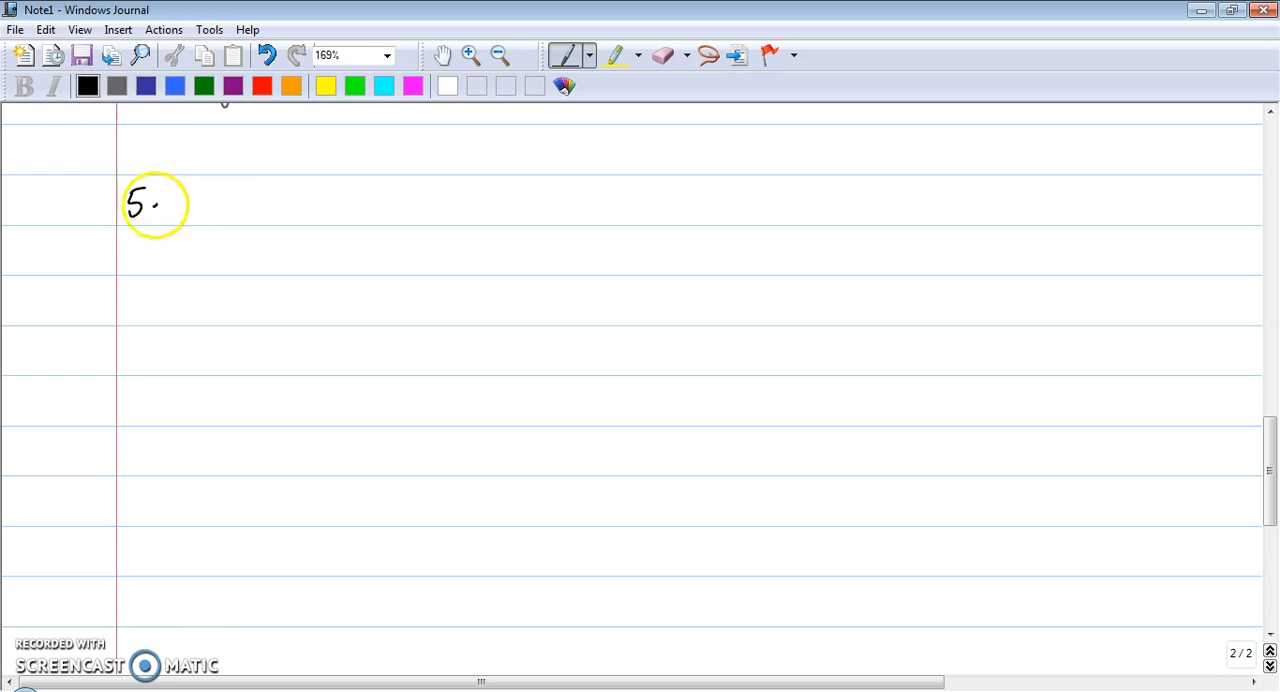 Note1 - Windows Journal
File Edit View Insert Actions Tools Help
169%
B I
5.
2 / 2
RECORDED WITH
SCREENCAST MATIC